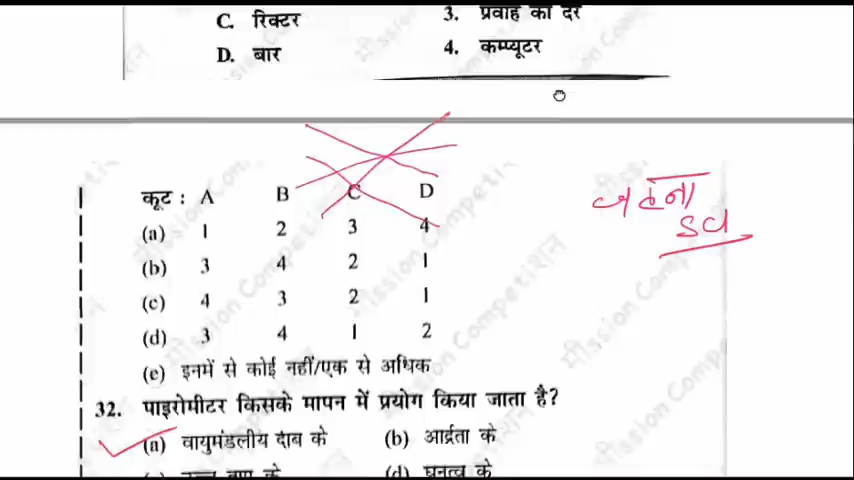 C. रिक्टर 3. प्रवाह की दर
D. बार 4. कम्प्यूटर
कूट : A B C D
(a) 1 2 3 4
(b) 3 4 2 1
(c) 4 3 2 1
(d) 3 4 1 2
(e) इनमें से कोई नहीं/एक से अधिक
32. पाइरोमीटर किसके मापन में प्रयोग किया जाता है?
(a) वायुमंडलीय दाब के (b) आर्द्रता के
(d) घनत्व के